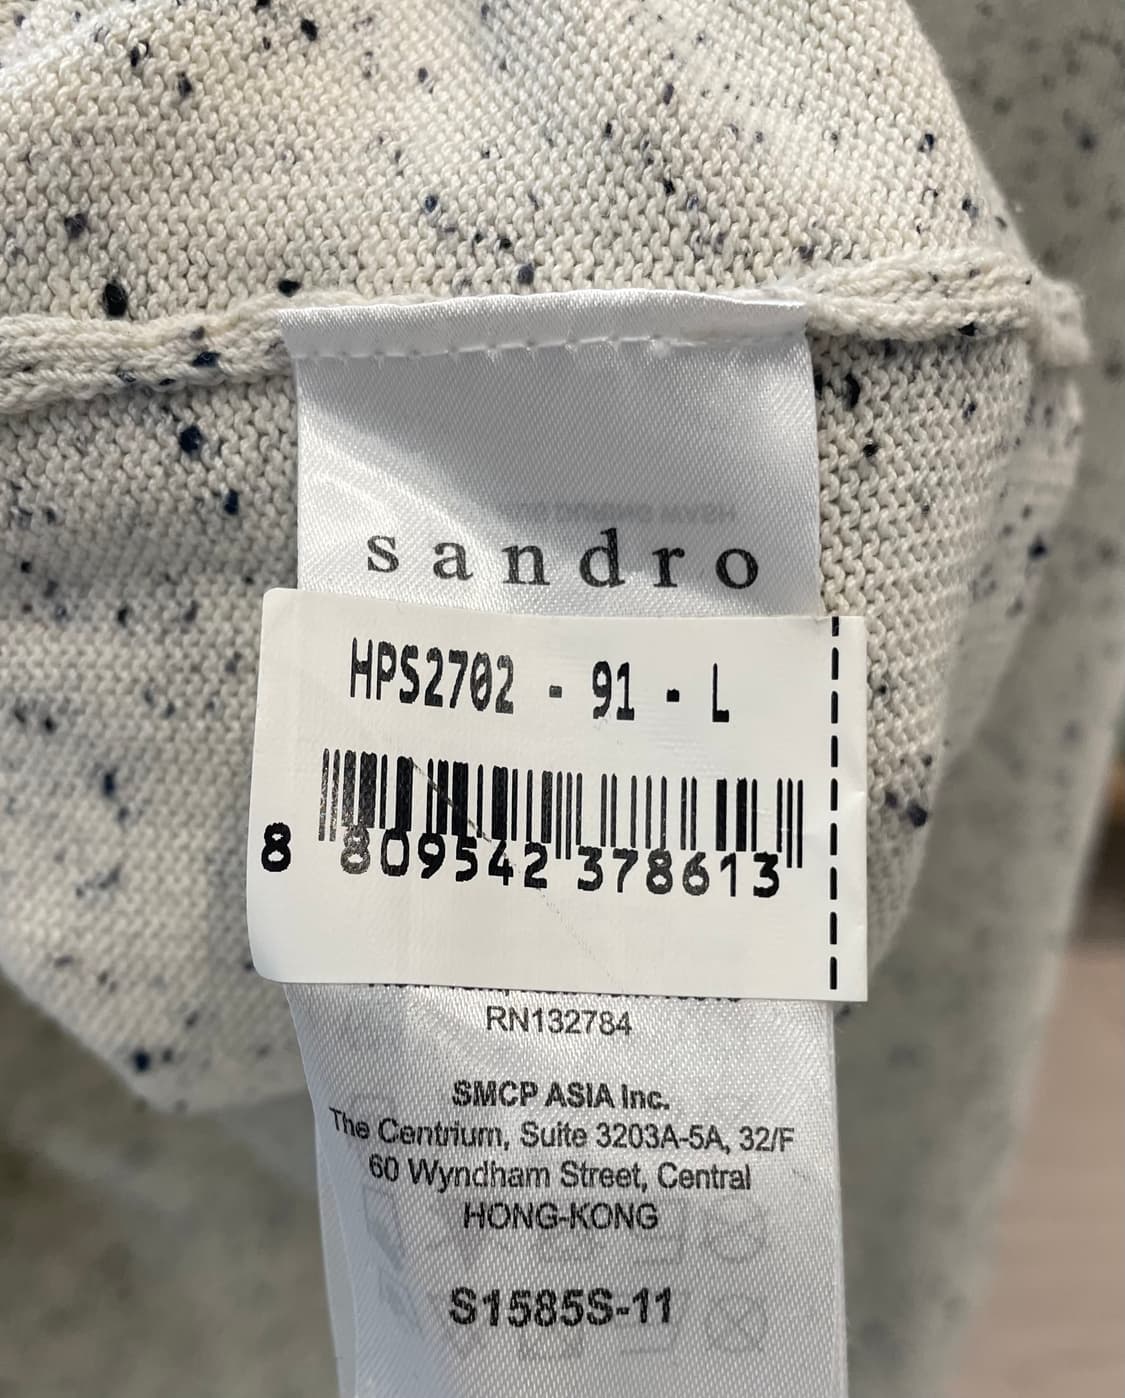 sandro
HPS2702 - 91 - L
8 809542 378613
RN132784
SMCP ASIA Inc.
The Centrium, Suite 3203A-5A, 32/F
60 Wyndham Street, Central
HONG-KONG
S1585S-11